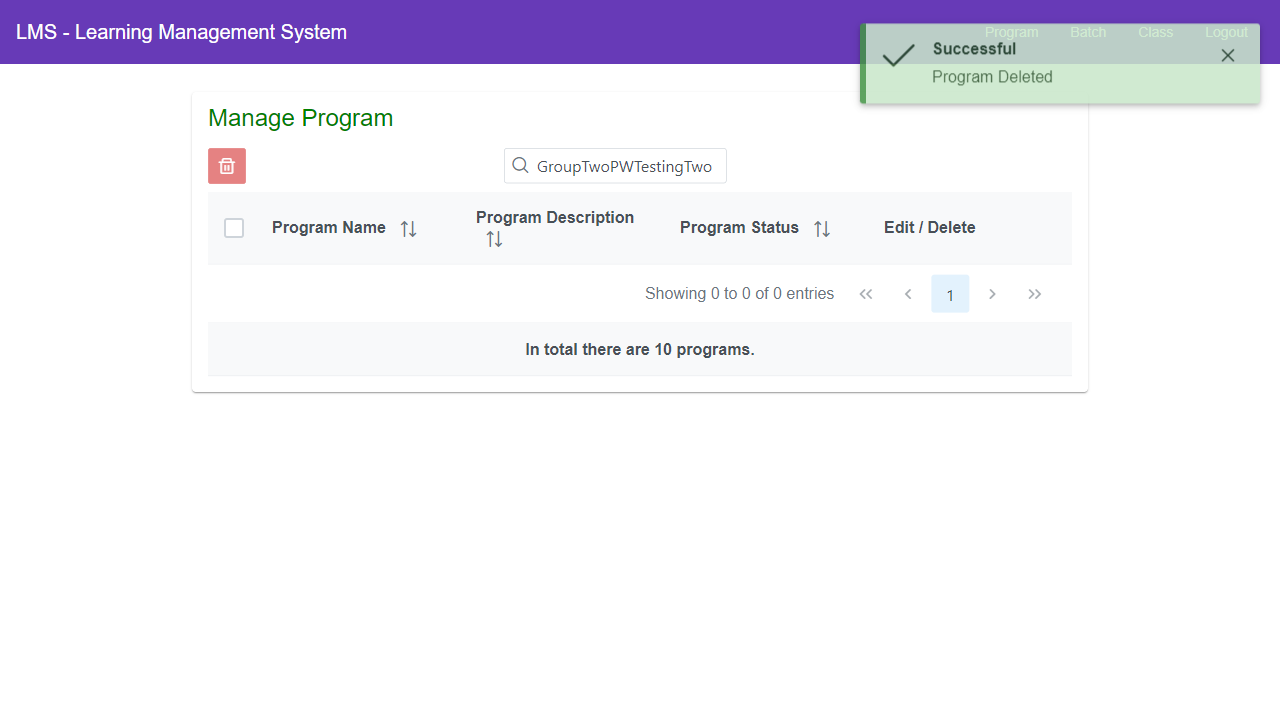 LMS - Learning Management System
Program Batch Class Logout
Successful
Program Deleted
Manage Program
GroupTwoPWTestingTwo
Program Name Program Description Program Status Edit / Delete
Showing 0 to 0 of 0 entries 1
In total there are 10 programs.